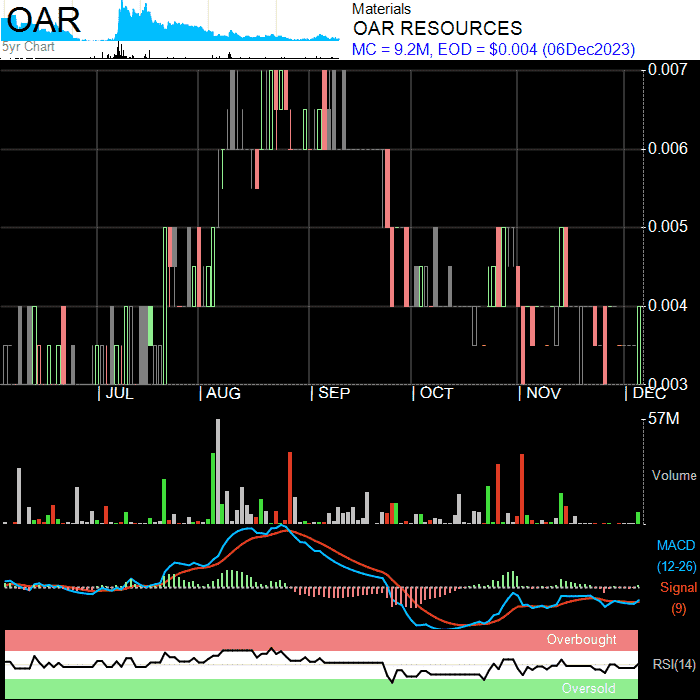 OAR
5yr Chart
Materials
OAR RESOURCES
MC = 9.2M, EOD = $0.004 (06Dec2023)
0.007
0.006
0.005
0.004
0.003
| JUL | AUG | SEP | OCT | NOV | DEC
57M
Volume
MACD
(12-26)
Signal
(9)
Overbought
RSI(14)
Oversold